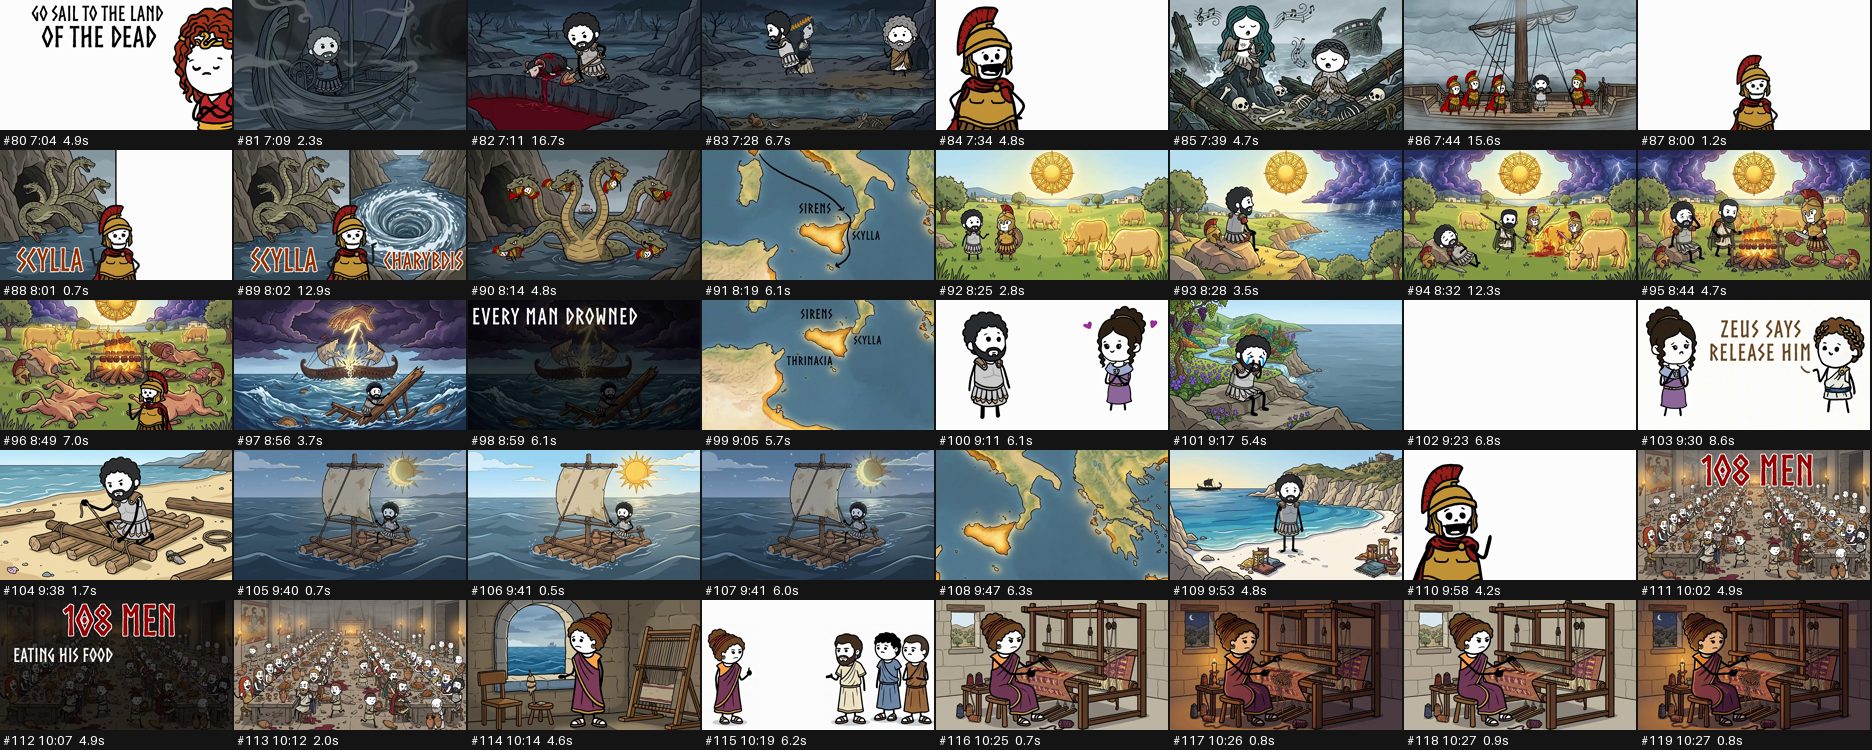 GO SAIL TO THE LAND
OF THE DEAD
#80 7:04 4.9s
#81 7:09 2.3s
#82 7:11 16.7s
#83 7:28 6.7s
#84 7:34 4.8s
#85 7:39 4.7s
#86 7:44 15.6s
#87 8:00 1.2s
SCYLLA
SCYLLA
CHARYBDIS
SIRENS
SCYLLA
#88 8:01 0.7s
#89 8:02 12.9s
#90 8:14 4.8s
#91 8:19 6.1s
#92 8:25 2.8s
#93 8:28 3.5s
#94 8:32 12.3s
#95 8:44 4.7s
EVERY MAN DROWNED
SIRENS
SCYLLA
THRINACIA
ZEUS SAYS
RELEASE HIM
#96 8:49 7.0s
#97 8:56 3.7s
#98 8:59 6.1s
#99 9:05 5.7s
#100 9:11 6.1s
#101 9:17 5.4s
#102 9:23 6.8s
#103 9:30 8.6s
108 MEN
#104 9:38 1.7s
#105 9:40 0.7s
#106 9:41 0.5s
#107 9:41 6.0s
#108 9:47 6.3s
#109 9:53 4.8s
#110 9:58 4.2s
#111 10:02 4.9s
108 MEN
EATING HIS FOOD
#112 10:07 4.9s
#113 10:12 2.0s
#114 10:14 4.6s
#115 10:19 6.2s
#116 10:25 0.7s
#117 10:26 0.8s
#118 10:27 0.9s
#119 10:27 0.8s